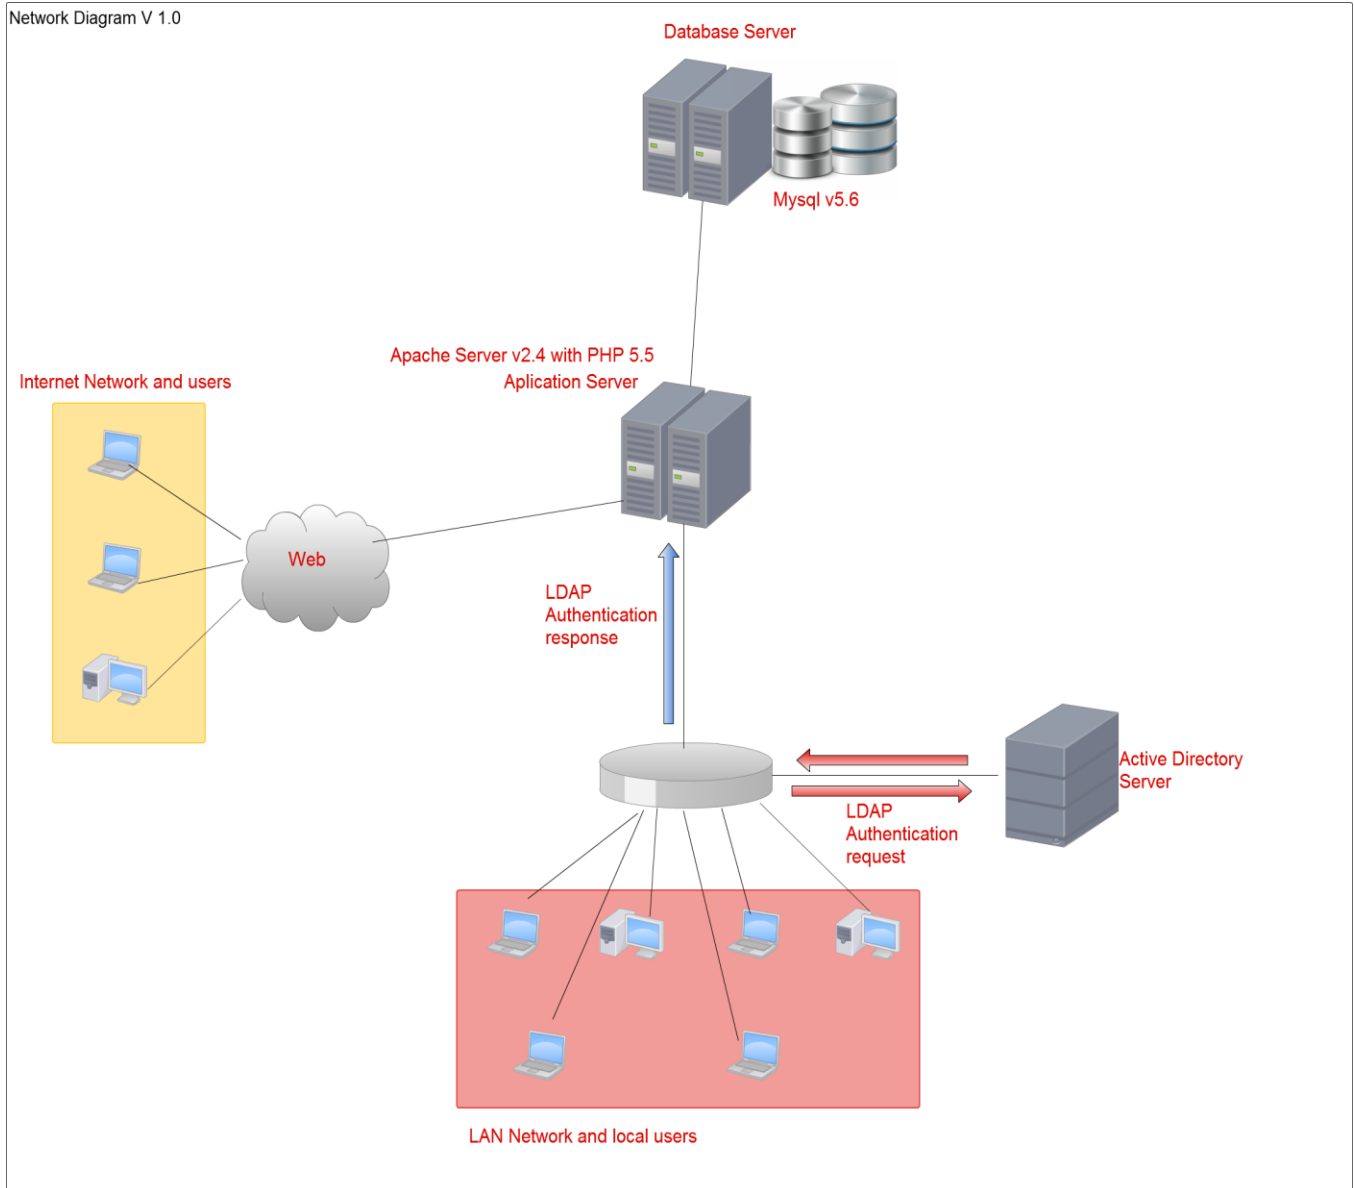 Network Diagram V 1.0
Database Server
Mysql v5.6
Apache Server v2.4 with PHP 5.5
Aplication Server
Internet Network and users
Web
LDAP
Authentication
response
Active Directory
Server
LDAP
Authentication
request
LAN Network and local users